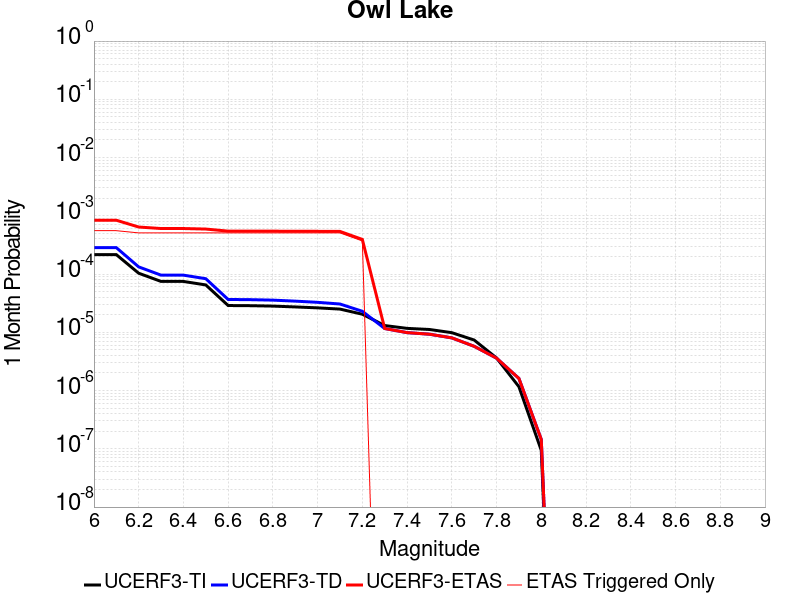 Owl Lake
10^0
10^-1
10^-2
10^-3
10^-4
10^-5
10^-6
10^-7
10^-8
1 Month Probability
6 6.2 6.4 6.6 6.8 7 7.2 7.4 7.6 7.8 8 8.2 8.4 8.6 8.8 9
Magnitude
UCERF3-TI UCERF3-TD UCERF3-ETAS ETAS Triggered Only